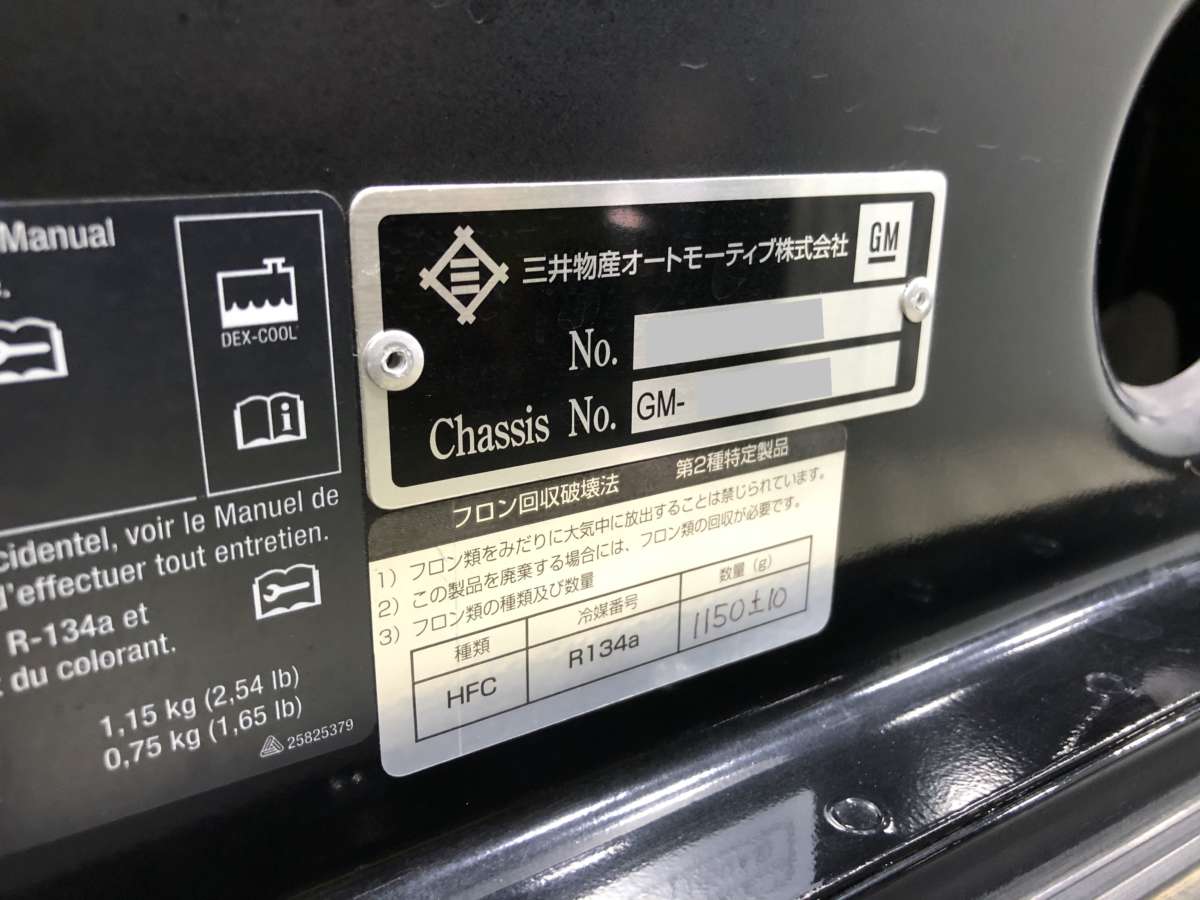 Manual
s.
DEX-COOL®
cidentel, voir le Manuel de
d'effectuer tout entretien.
R-134a et
du colorant.
1,15 kg (2,54 lb)
0,75 kg (1,65 lb)
25825379
三井物産オートモーティブ株式会社
GM
No.
Chassis No. GM-
フロン回収破壊法 第2種特定製品
1) フロン類をみだりに大気中に放出することは禁じられています。
2) この製品を廃棄する場合には、フロン類の回収が必要です。
3) フロン類の種類及び数量
種類 冷媒番号 数量 (g)
HFC R134a 1150±10